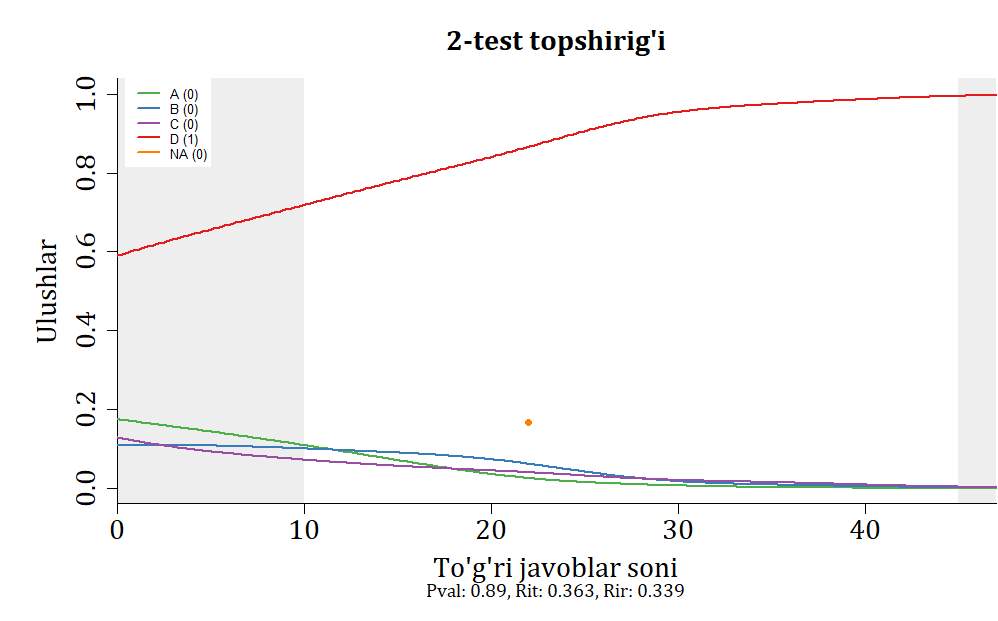 2-test topshirig'i
A (0)
B (0)
C (0)
D (1)
NA (0)
1.0
0.8
0.6
0.4
0.2
0.0
Ulushlar
0 10 20 30 40
To'g'ri javoblar soni
Pval: 0.89, Rit: 0.363, Rir: 0.339